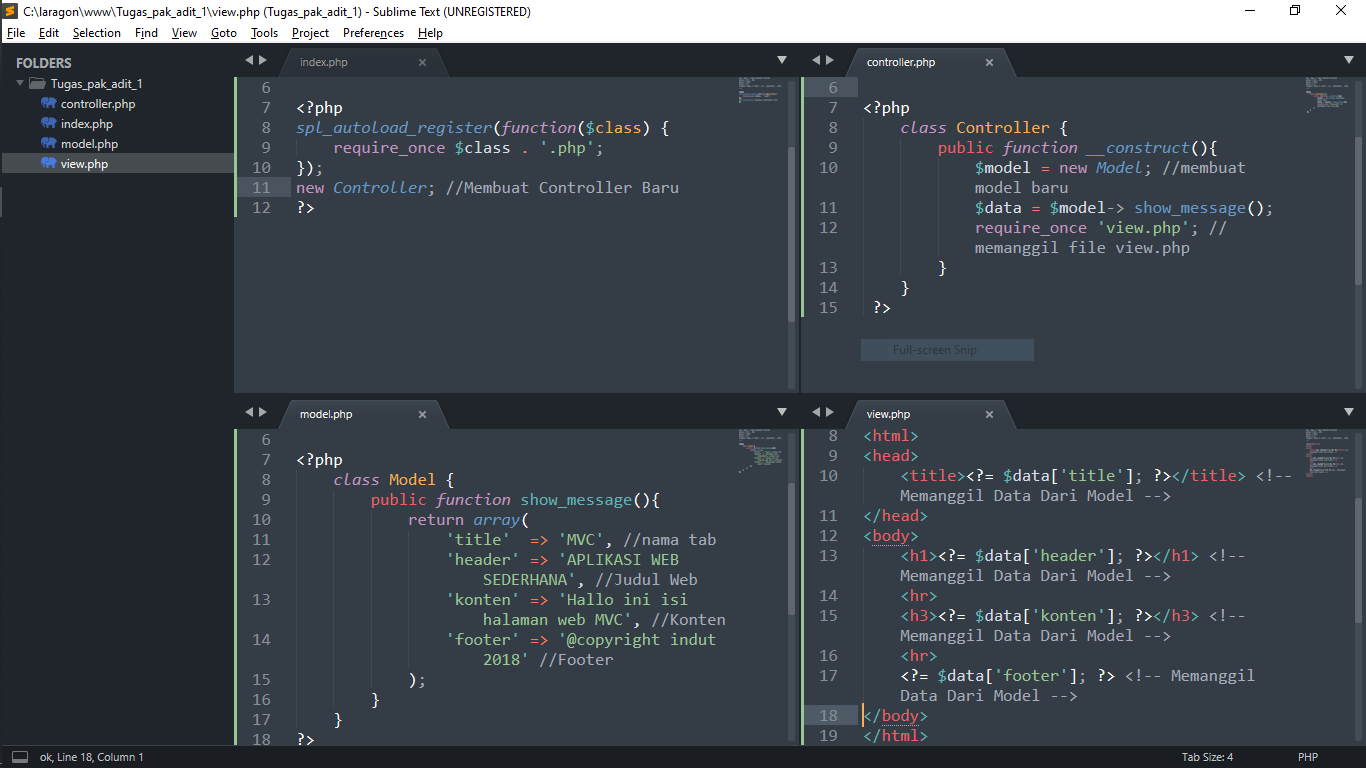 C:\laragon\www\Tugas_pak_adit_1\view.php (Tugas_pak_adit_1) - Sublime Text (UNREGISTERED)
File Edit Selection Find View Goto Tools Project Preferences Help
FOLDERS
Tugas_pak_adit_1
controller.php
index.php
model.php
view.php
index.php
6
7 <?php
8 spl_autoload_register(function($class) {
9 require_once $class . '.php';
10 });
11 new Controller; //Membuat Controller Baru
12 ?>
controller.php
6
7 <?php
8 class Controller {
9 public function __construct(){
10 $model = new Model; //membuat
model baru
11 $data = $model-> show_message();
12 require_once 'view.php'; //
memanggil file view.php
13 }
14 }
15 ?>
Full-screen Snip
model.php
6
7 <?php
8 class Model {
9 public function show_message(){
10 return array(
11 'title' => 'MVC', //nama tab
12 'header' => 'APLIKASI WEB
SEDERHANA', //Judul Web
13 'konten' => 'Hallo ini isi
halaman web MVC', //Konten
14 'footer' => '@copyright indut
2018' //Footer
15 );
16 }
17 }
18 ?>
view.php
8 <html>
9 <head>
10 <title><?= $data['title']; ?></title> <!--
Memanggil Data Dari Model -->
11 </head>
12 <body>
13 <h1><?= $data['header']; ?></h1> <!--
Memanggil Data Dari Model -->
14 <hr>
15 <h3><?= $data['konten']; ?></h3> <!--
Memanggil Data Dari Model -->
16 <hr>
17 <?= $data['footer']; ?> <!-- Memanggil
Data Dari Model -->
18 </body>
19 </html>
ok, Line 18, Column 1
Tab Size: 4
PHP